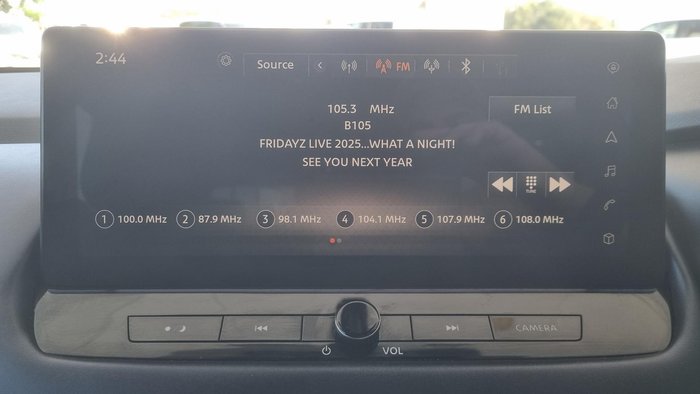 2:44
Source
FM
105.3 MHz
FM List
B105
FRIDAYZ LIVE 2025...WHAT A NIGHT!
SEE YOU NEXT YEAR
TUNE
1 100.0 MHz 2 87.9 MHz 3 98.1 MHz 4 104.1 MHz 5 107.9 MHz 6 108.0 MHz
CAMERA
VOL